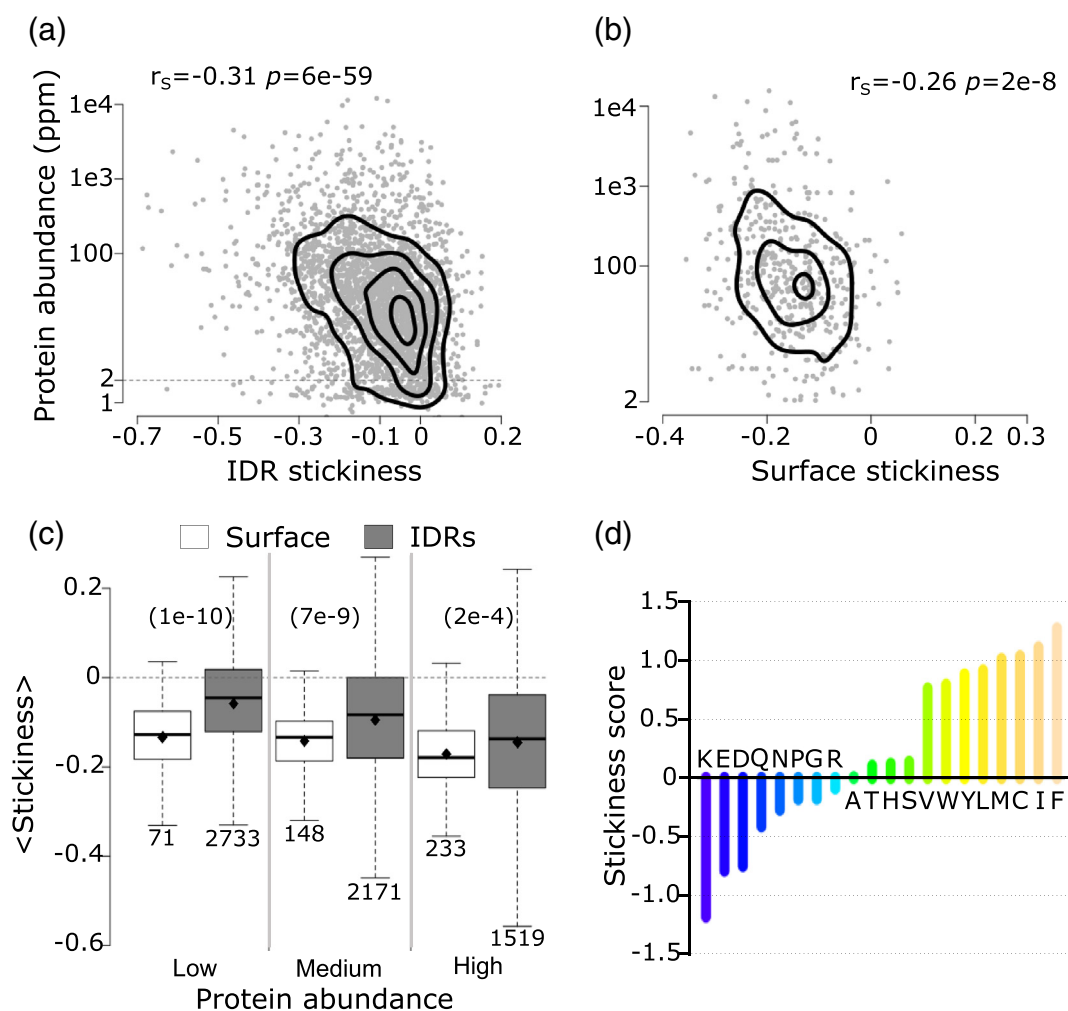 (a)
r_S=-0.31 p=6e-59
Protein abundance (ppm)
1e4
1e3
100
2
1
-0.7 -0.5 -0.3 -0.1 0 0.2
IDR stickiness
(b)
r_S=-0.26 p=2e-8
1e4
1e3
100
2
-0.4 -0.2 0 0.2 0.3
Surface stickiness
(c)
Surface IDRs
<Stickiness>
0.2
0
-0.2
-0.4
-0.6
(1e-10) (7e-9) (2e-4)
71 2733 148 2171 233 1519
Low Medium High
Protein abundance
(d)
Stickiness score
1.5
1.0
0.5
0
-0.5
-1.0
-1.5
KEDQNPGR
ATHSVWYLMCIF